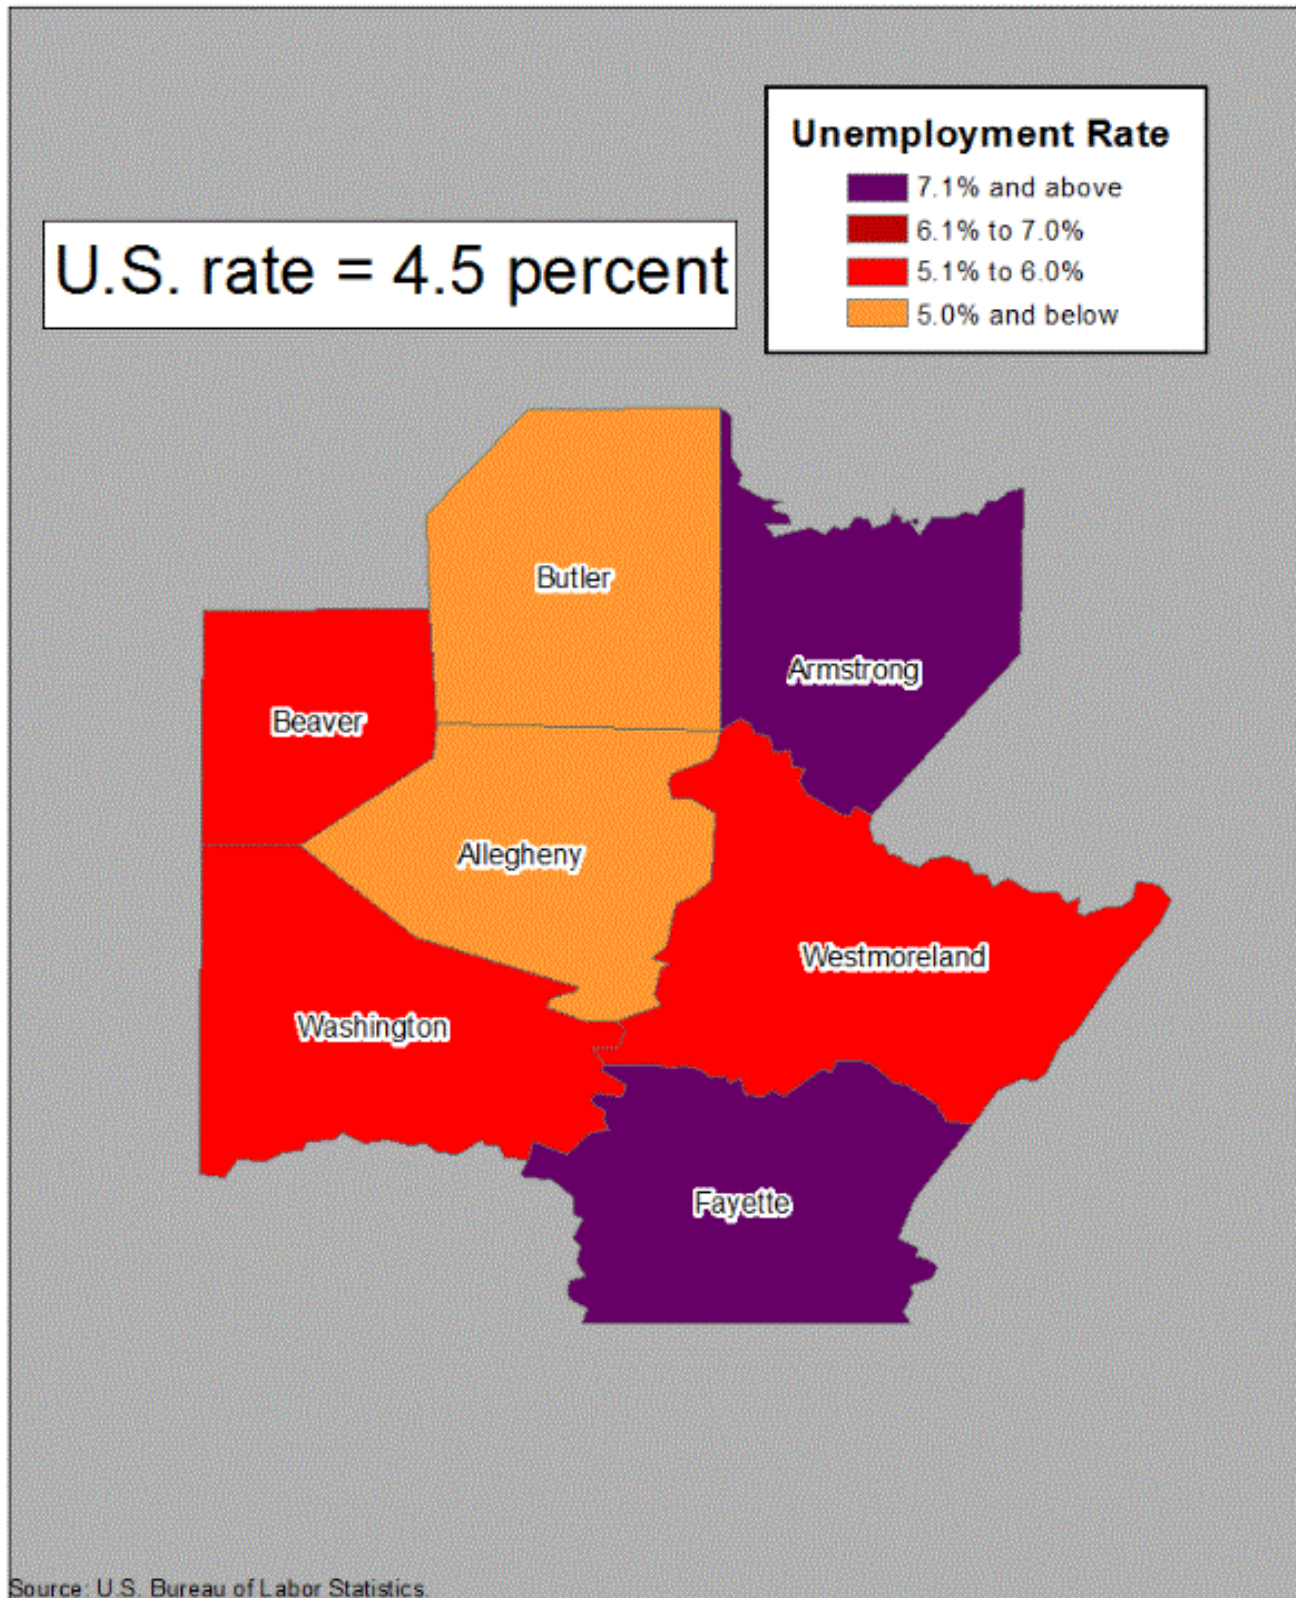 Unemployment Rate
7.1% and above
6.1% to 7.0%
5.1% to 6.0%
5.0% and below
U.S. rate = 4.5 percent
Butler
Armstrong
Beaver
Allegheny
Westmoreland
Washington
Fayette
Source: U.S. Bureau of Labor Statistics.